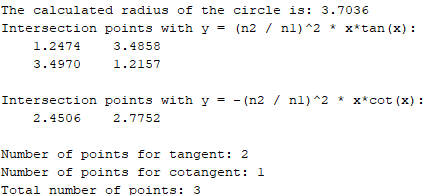 The calculated radius of the circle is: 3.7036
Intersection points with y = (n2 / n1)^2 * x*tan(x):
1.2474 3.4858
3.4970 1.2157
Intersection points with y = -(n2 / n1)^2 * x*cot(x):
2.4506 2.7752
Number of points for tangent: 2
Number of points for cotangent: 1
Total number of points: 3